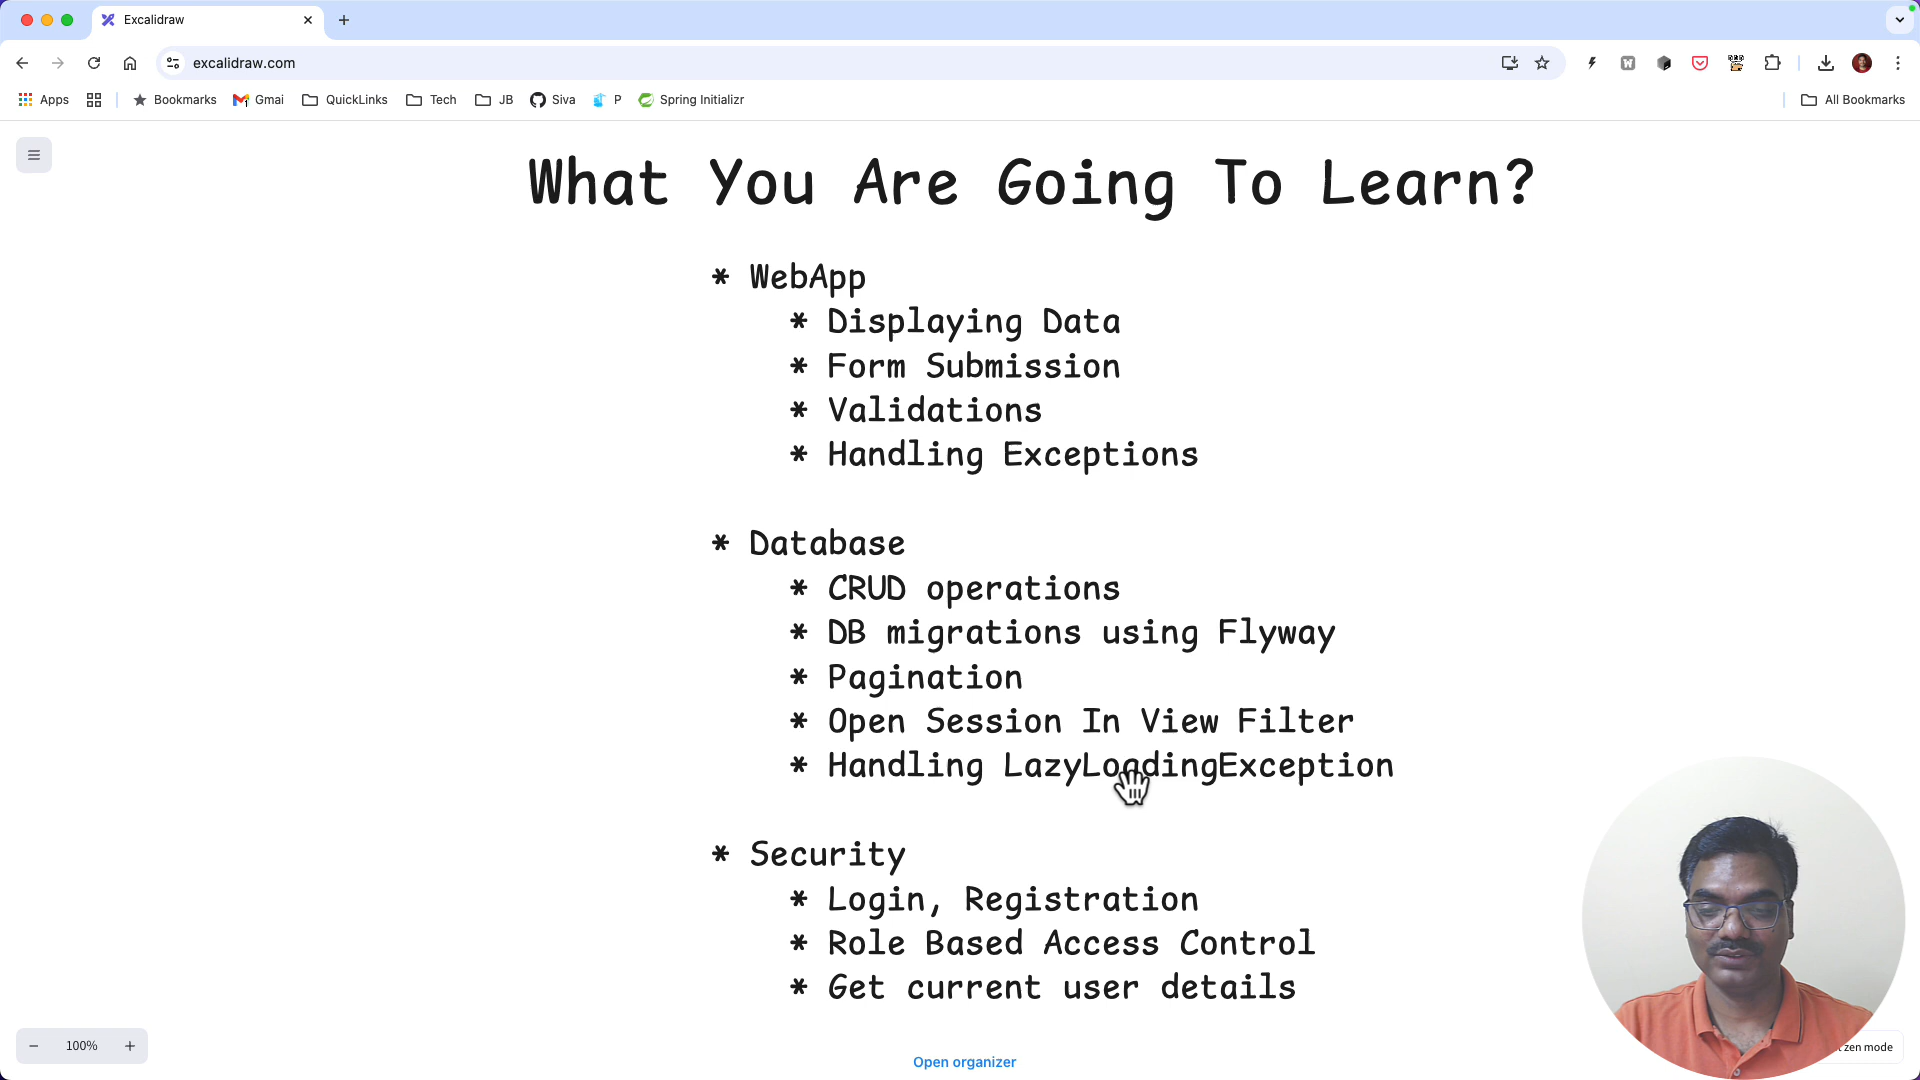 Excalidraw
excalidraw.com
Apps
Bookmarks
Gmai
QuickLinks
Tech
JB
Siva
P
Spring Initializr
All Bookmarks
What You Are Going To Learn?
* WebApp
* Displaying Data
* Form Submission
* Validations
* Handling Exceptions
* Database
* CRUD operations
* DB migrations using Flyway
* Pagination
* Open Session In View Filter
* Handling LazyLoadingException
* Security
* Login, Registration
* Role Based Access Control
* Get current user details
100%
Open organizer
zen mode